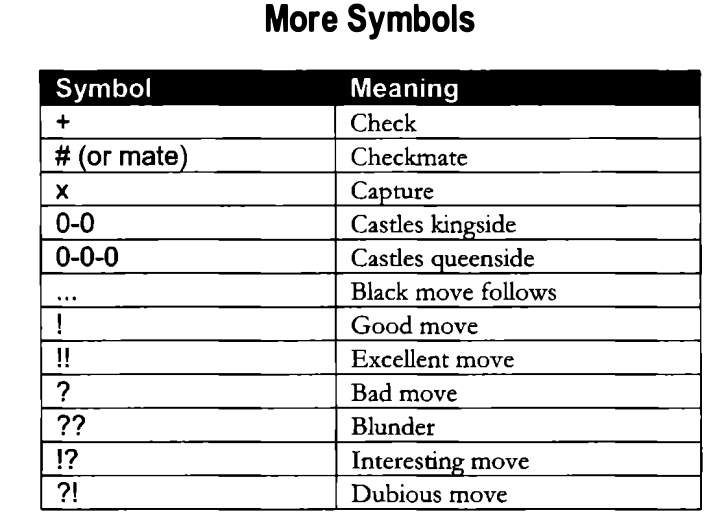 More Symbols
Symbol Meaning
+ Check
# (or mate) Checkmate
x Capture
0-0 Castles kingside
0-0-0 Castles queenside
... Black move follows
! Good move
!! Excellent move
? Bad move
?? Blunder
!? Interesting move
?! Dubious move